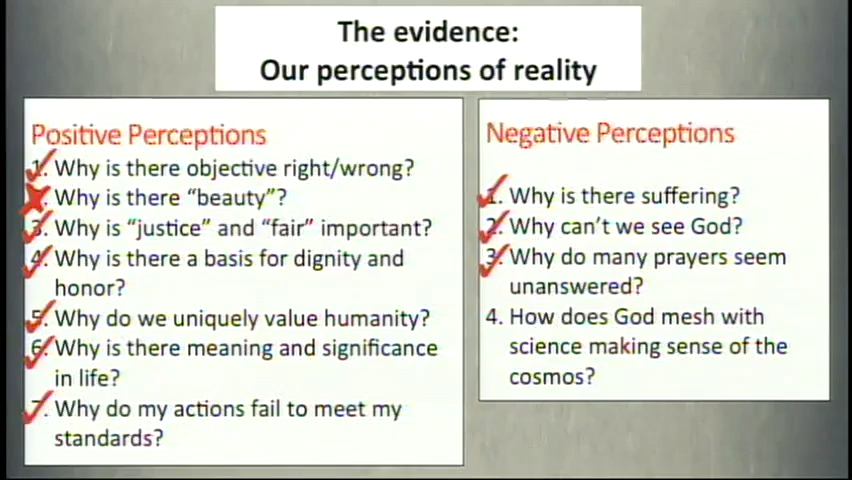 The evidence:
Our perceptions of reality
Positive Perceptions
1. Why is there objective right/wrong?
Why is there “beauty”?
3. Why is “justice” and “fair” important?
4. Why is there a basis for dignity and
honor?
5. Why do we uniquely value humanity?
6. Why is there meaning and significance
in life?
7. Why do my actions fail to meet my
standards?
Negative Perceptions
1. Why is there suffering?
2. Why can’t we see God?
3. Why do many prayers seem
unanswered?
4. How does God mesh with
science making sense of the
cosmos?